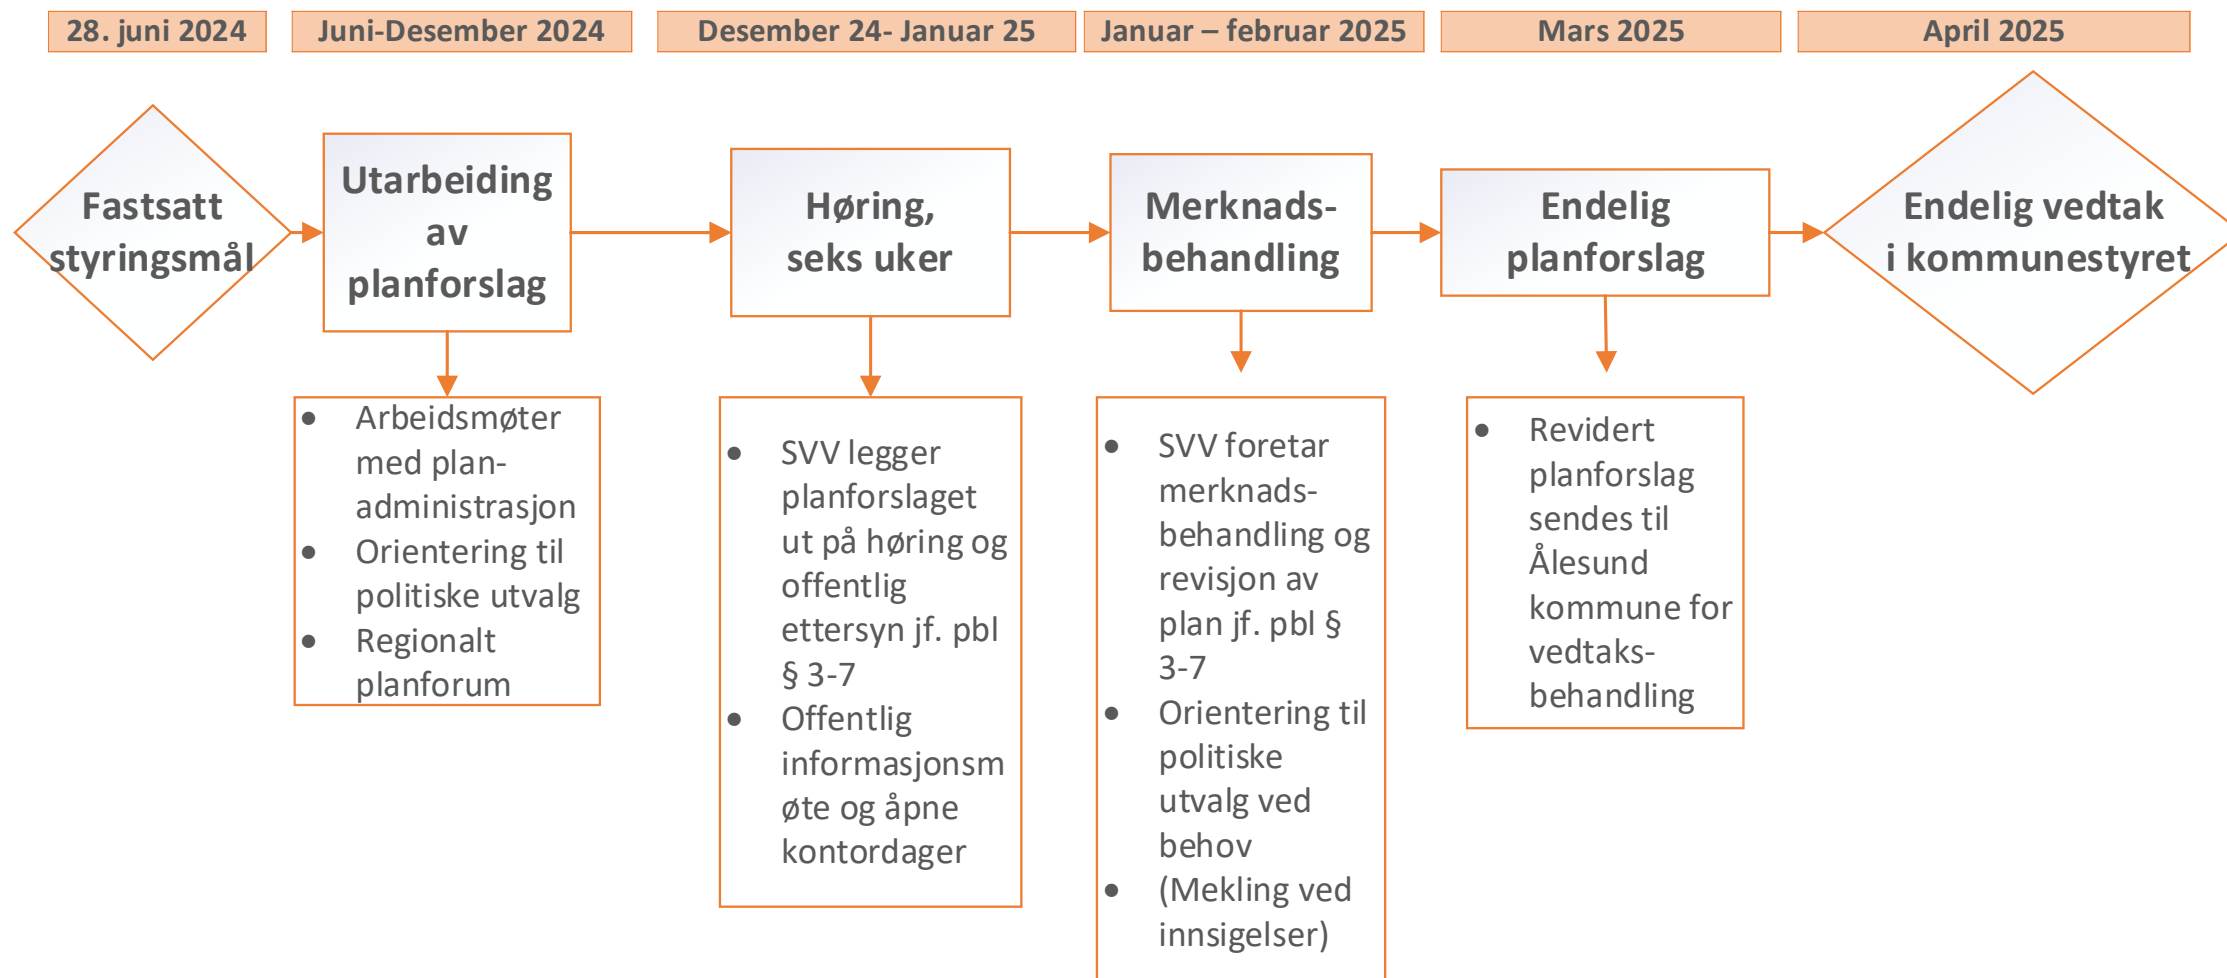 28. juni 2024
Juni-Desember 2024
Desember 24- Januar 25
Januar – februar 2025
Mars 2025
April 2025
Fastsatt
styringsmål
Utarbeiding
av
planforslag
Høring,
seks uker
Merknads-
behandling
Endelig
planforslag
Endelig vedtak
i kommunestyret
• Arbeidsmøter
med plan-
administrasjon
• Orientering til
politiske utvalg
• Regionalt
planforum
• SVV legger
planforslaget
ut på høring og
offentlig
ettersyn jf. pbl
§ 3-7
• Offentlig
informasjonsm
øte og åpne
kontordager
• SVV foretar
merknads-
behandling og
revisjon av
plan jf. pbl §
3-7
• Orientering til
politiske
utvalg ved
behov
• (Mekling ved
innsigelser)
• Revidert
planforslag
sendes til
Ålesund
kommune for
vedtaks-
behandling